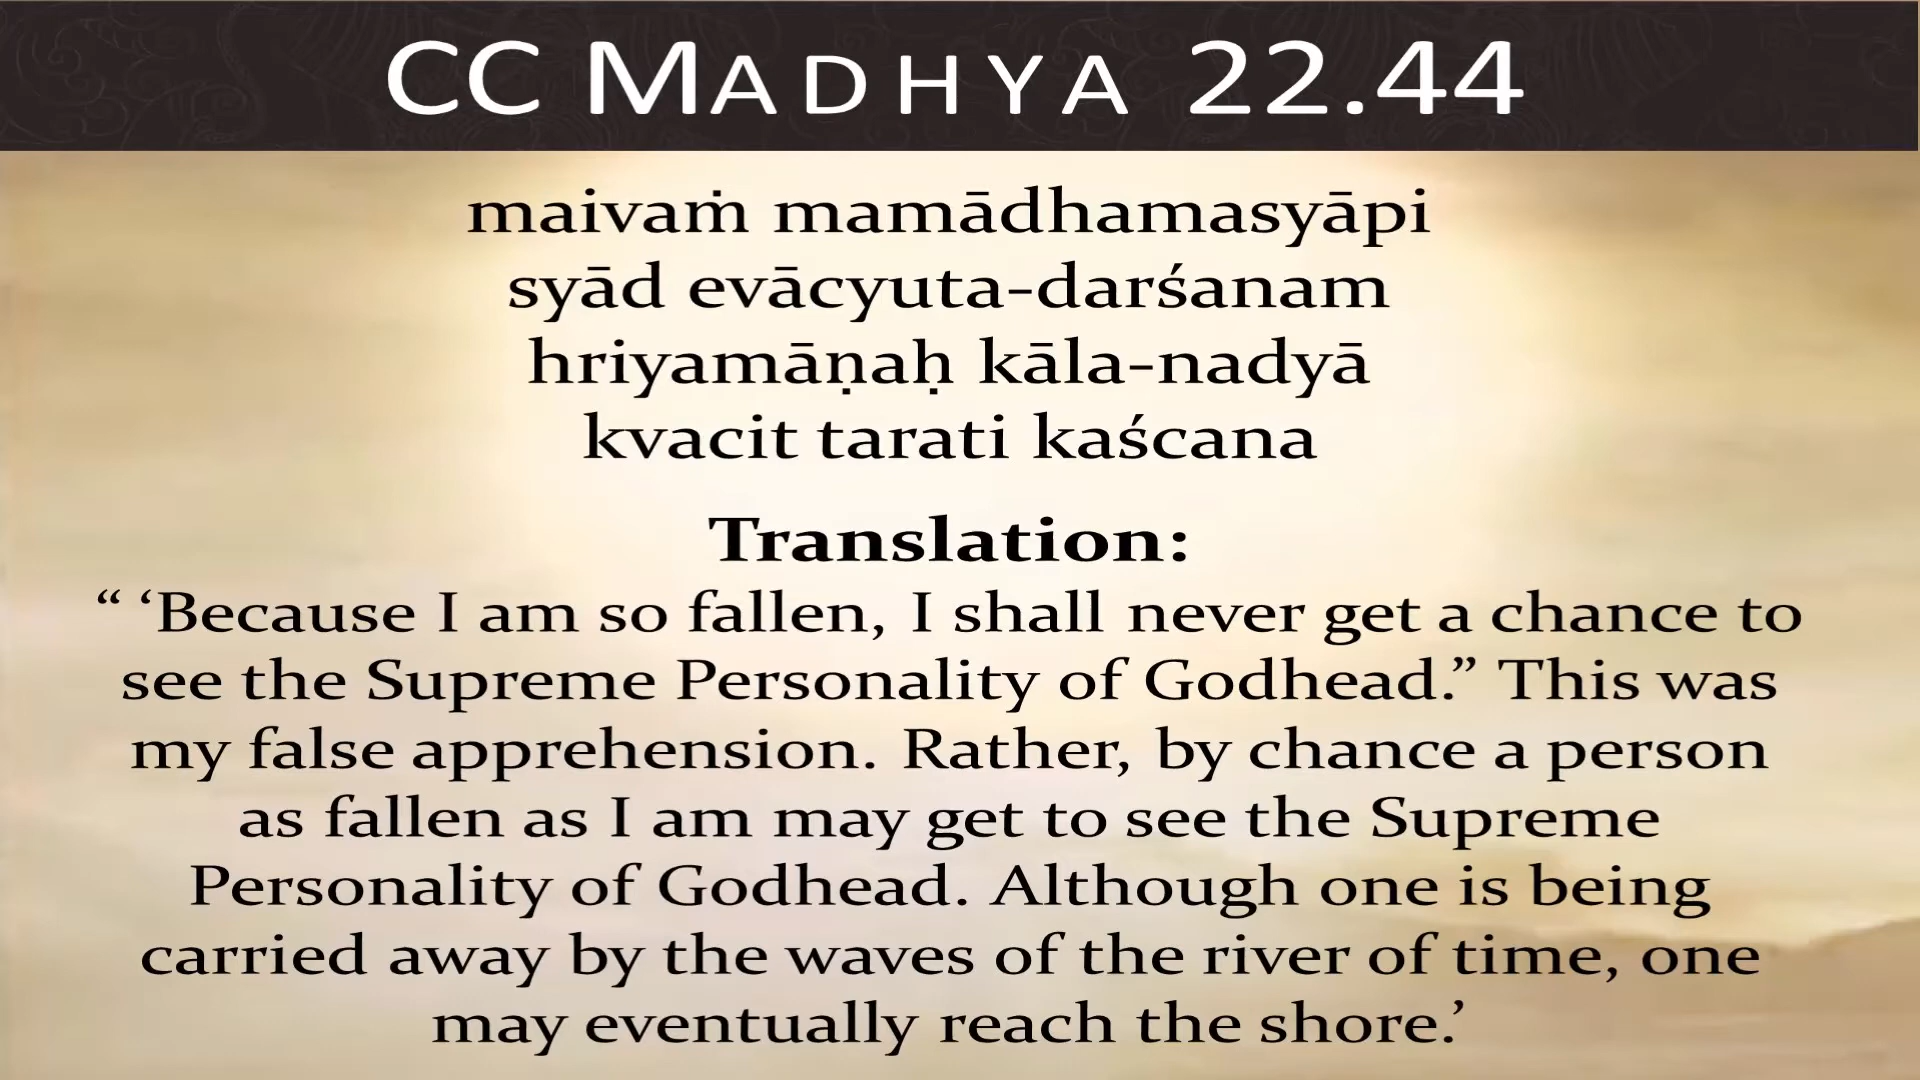 CC MADHYA 22.44
maivaṁ mamādhamasyāpi
syād evācyuta-darśanam
hriyamāṇaḥ kāla-nadyā
kvacit tarati kaścana
Translation:
“ ‘Because I am so fallen, I shall never get a chance to
see the Supreme Personality of Godhead.” This was
my false apprehension. Rather, by chance a person
as fallen as I am may get to see the Supreme
Personality of Godhead. Although one is being
carried away by the waves of the river of time, one
may eventually reach the shore.’